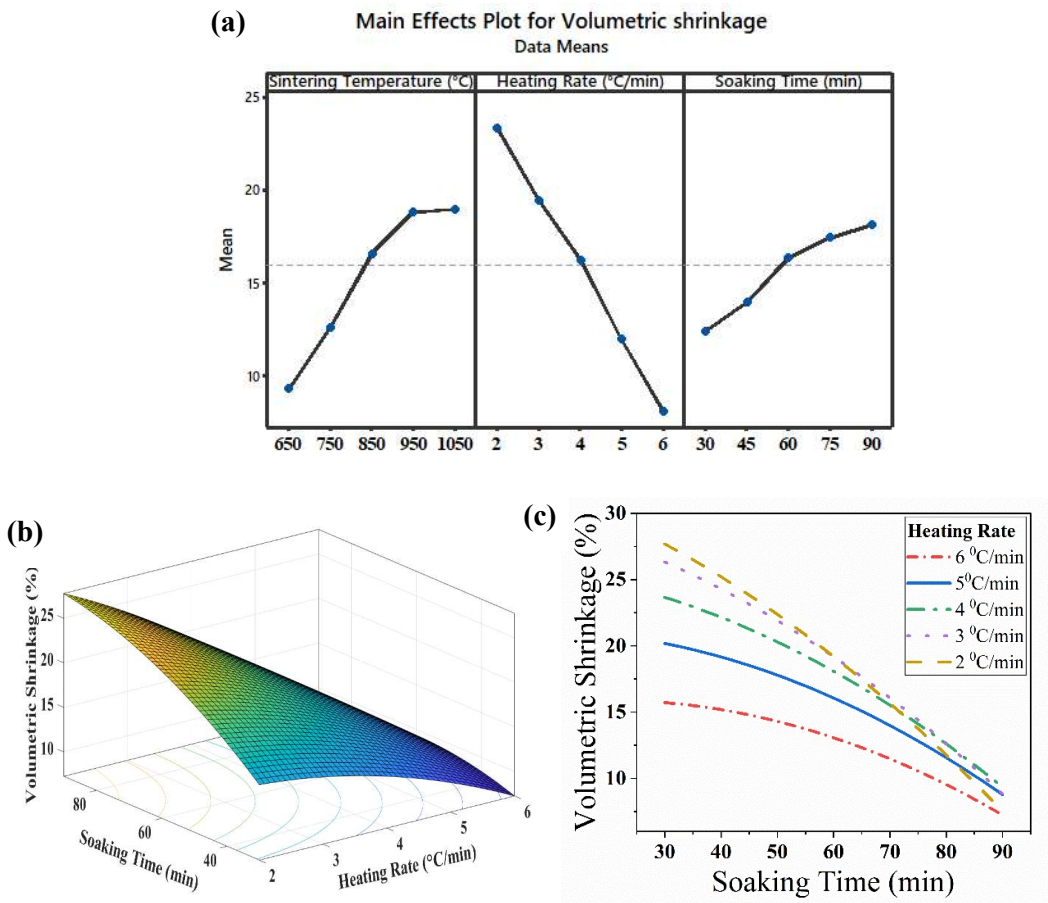 (a)
Main Effects Plot for Volumetric shrinkage
Data Means
Sintering Temperature (°C) Heating Rate (°C/min) Soaking Time (min)
Mean
25
20
15
10
650 750 850 950 1050 2 3 4 5 6 30 45 60 75 90
(b)
Volumetric Shrinkage (%)
25
20
15
10
80
60
40
Soaking Time (min)
2
3
4
5
6
Heating Rate (°C/min)
(c)
Volumetric Shrinkage (%)
30
25
20
15
10
Heating Rate
6 ⁰C/min
5⁰C/min
4 ⁰C/min
3 ⁰C/min
2 ⁰C/min
30 40 50 60 70 80 90
Soaking Time (min)